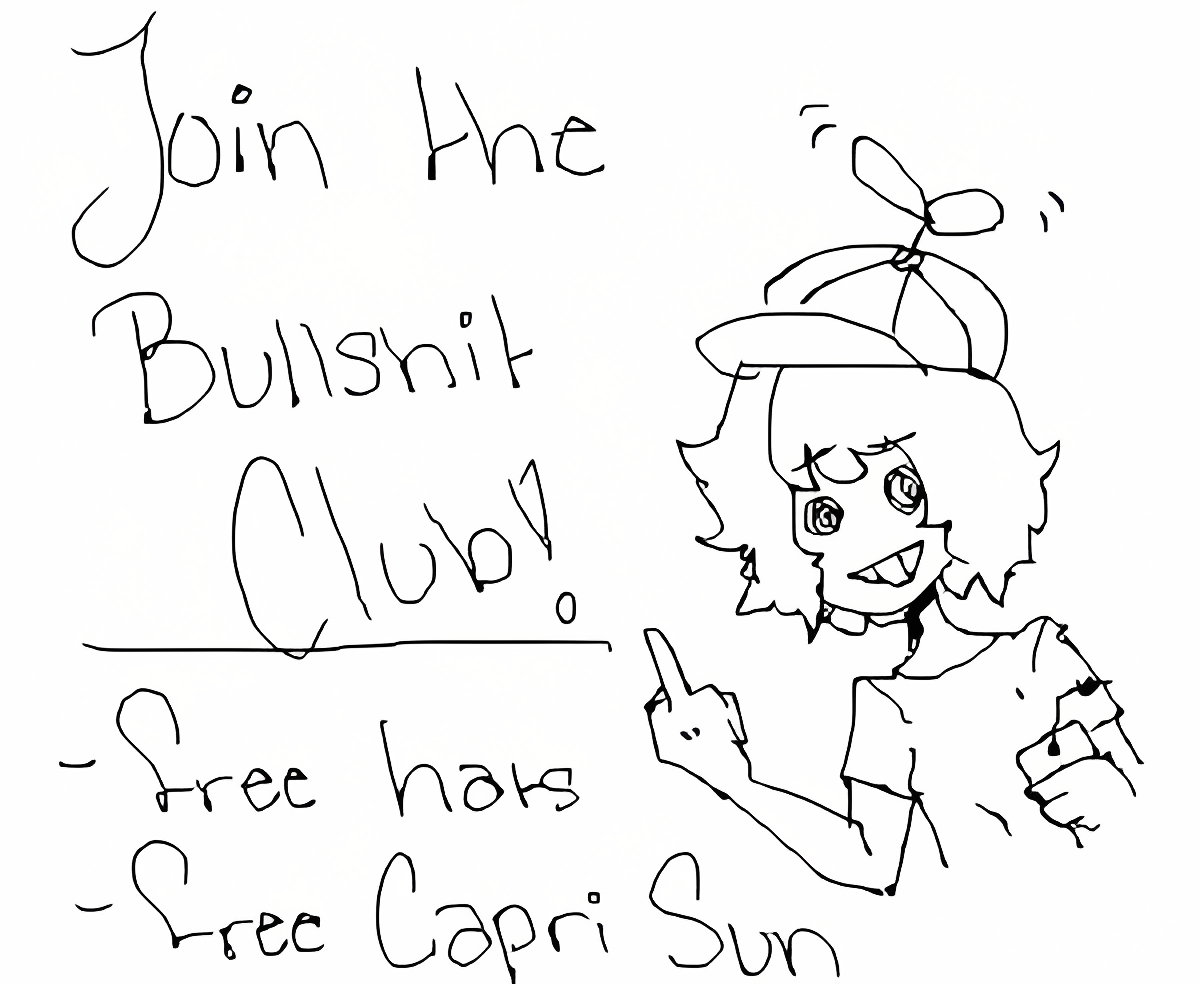 Join the
Bullshit
Club!
- free hats
- free Capri Sun